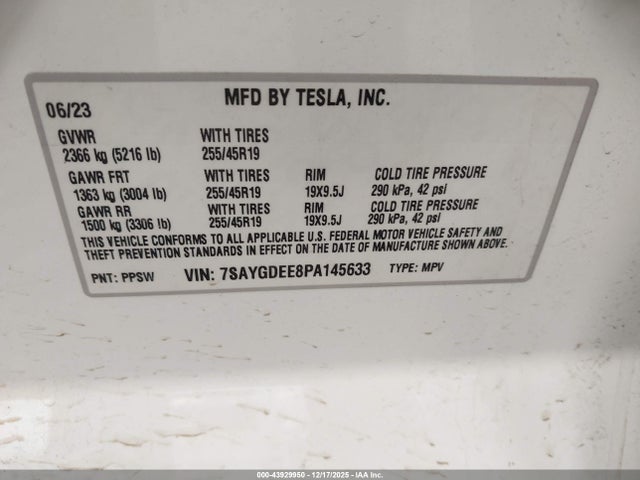 06/23 MFD BY TESLA, INC.
GVWR WITH TIRES
2366 kg (5216 lb) 255/45R19
GAWR FRT WITH TIRES RIM COLD TIRE PRESSURE
1363 kg (3004 lb) 255/45R19 19X9.5J 290 kPa, 42 psi
GAWR RR WITH TIRES RIM COLD TIRE PRESSURE
1500 kg (3306 lb) 255/45R19 19X9.5J 290 kPa, 42 psi
THIS VEHICLE CONFORMS TO ALL APPLICABLE U.S. FEDERAL MOTOR VEHICLE SAFETY AND
THEFT PREVENTION STANDARDS IN EFFECT ON THE DATE OF MANUFACTURE SHOWN ABOVE.
PNT: PPSW VIN: 7SAYGDEE8PA145633 TYPE: MPV
000-43929950 - 12/17/2025 - IAA Inc.